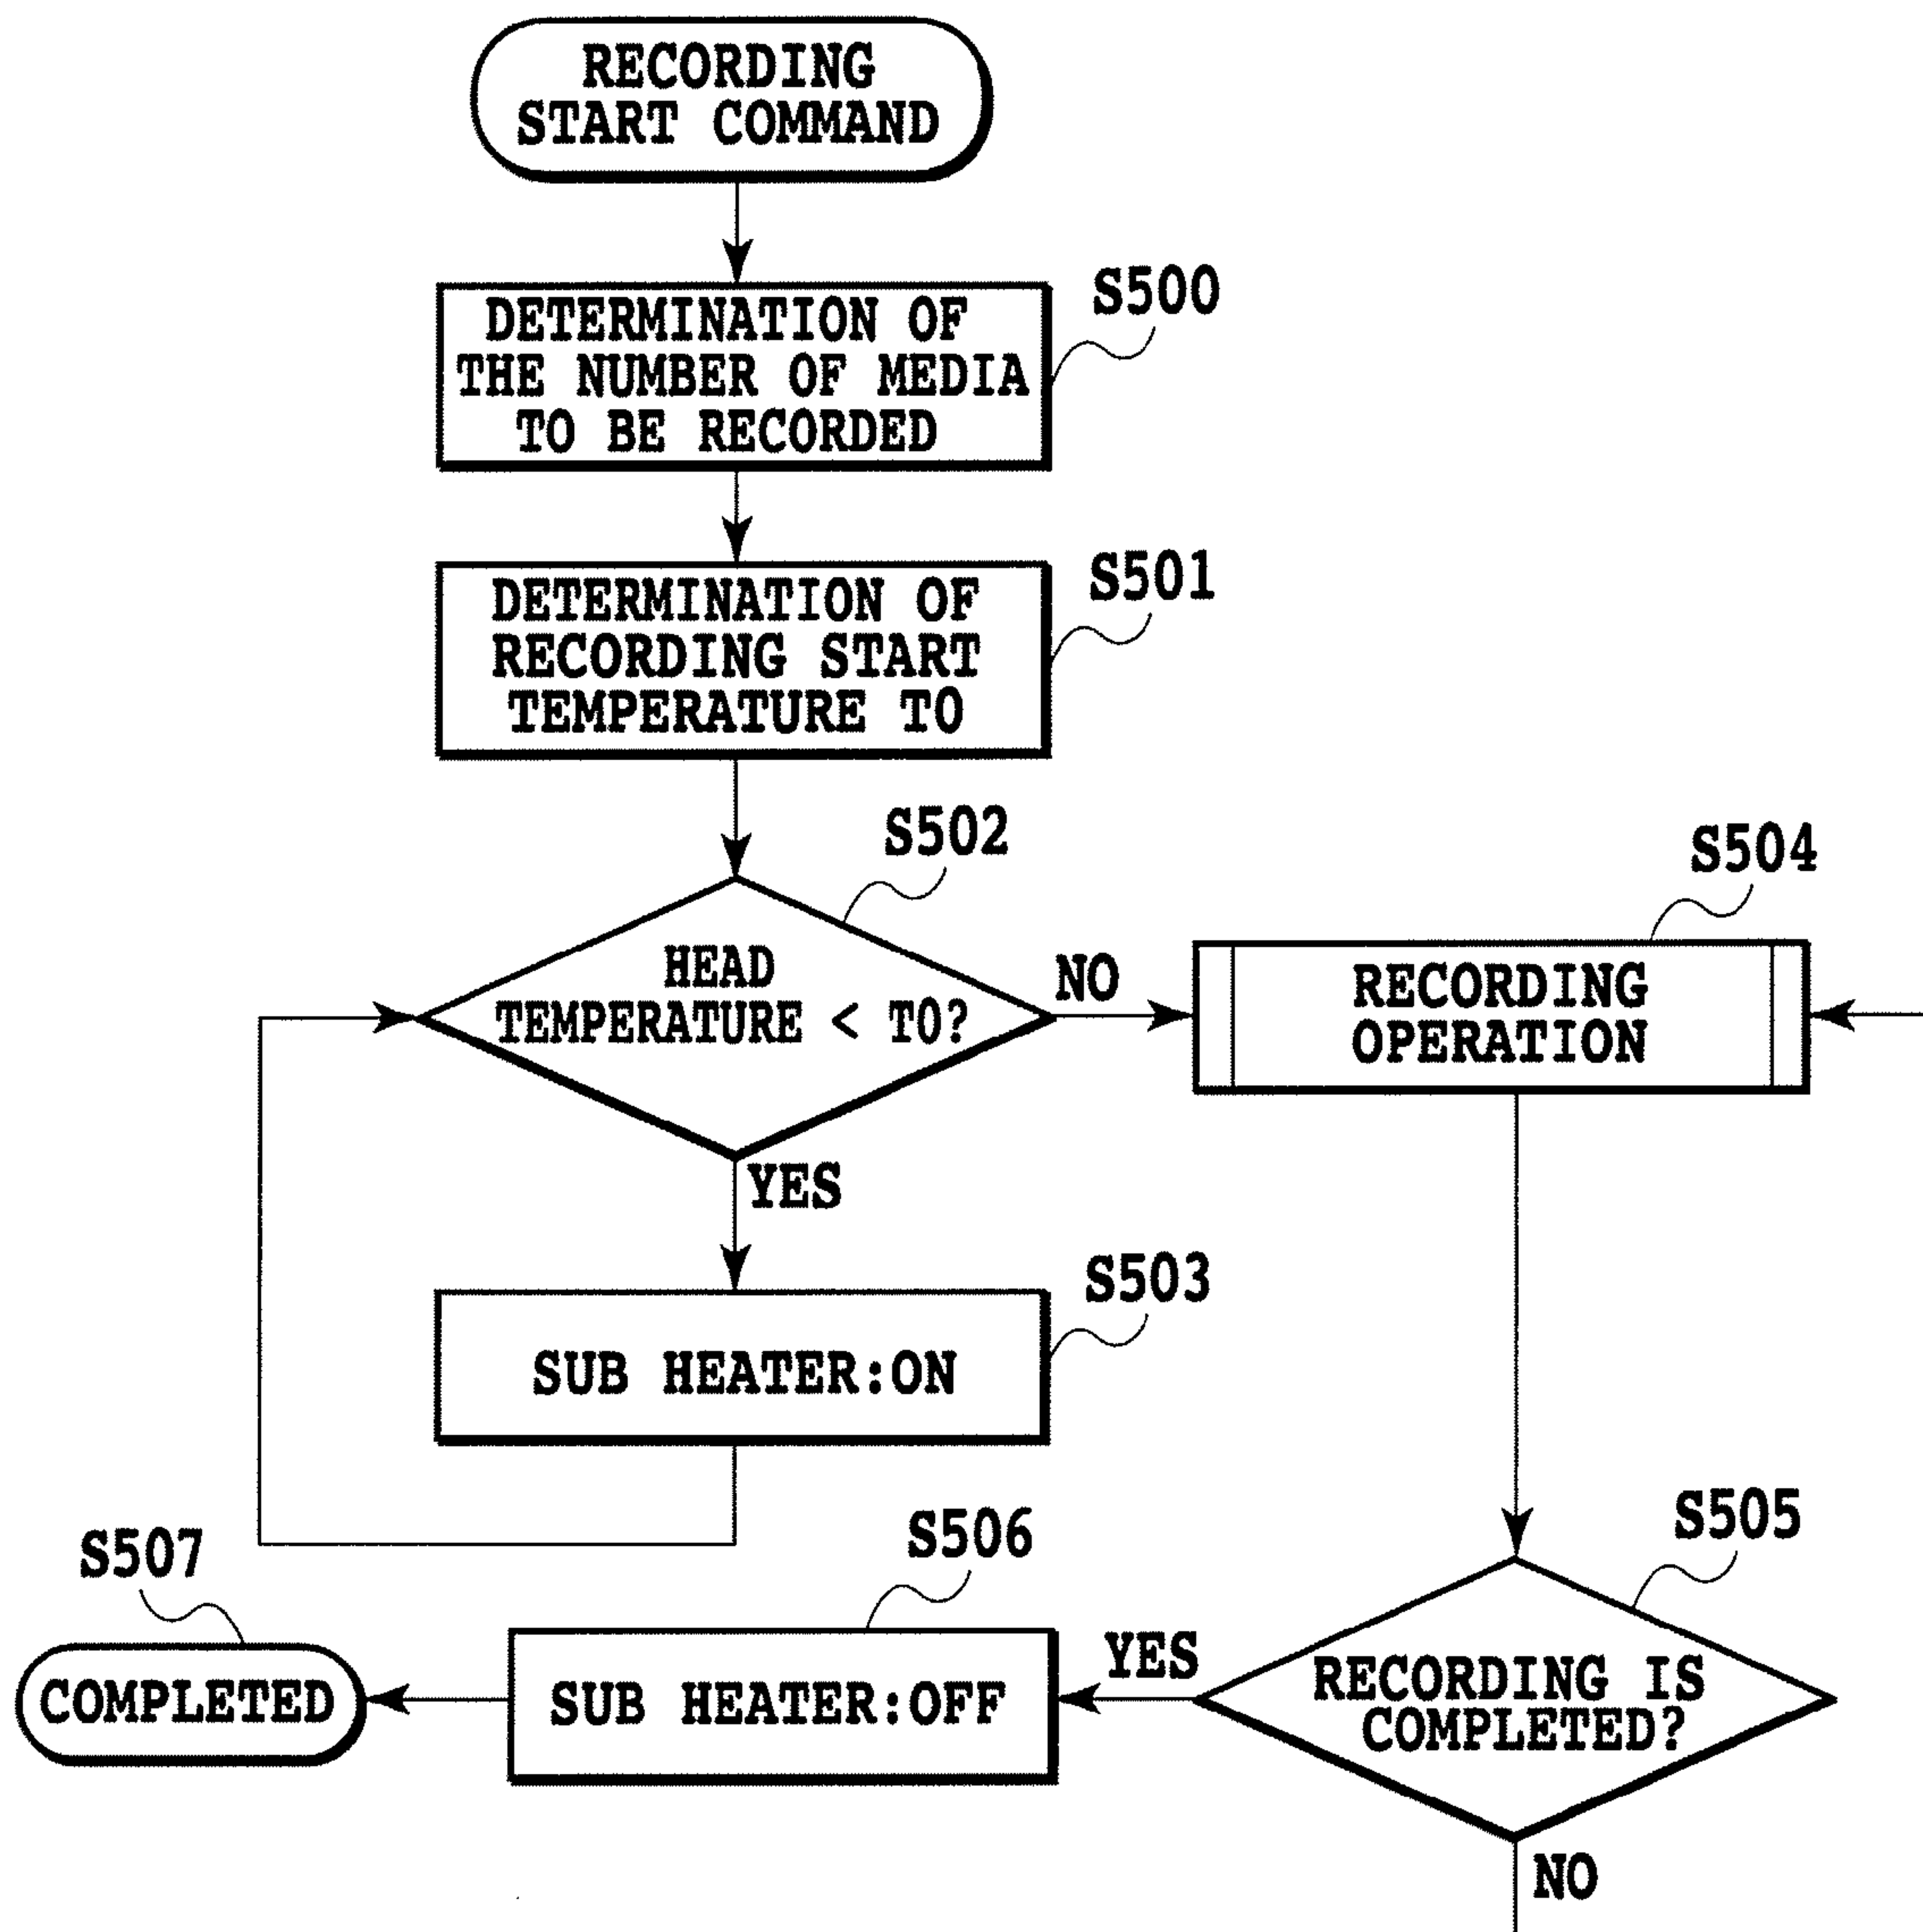 RECORDING
START COMMAND
S500
DETERMINATION OF
THE NUMBER OF MEDIA
TO BE RECORDED
S501
DETERMINATION OF
RECORDING START
TEMPERATURE TO
S502
HEAD
TEMPERATURE < TO?
NO
YES
S504
RECORDING
OPERATION
S503
SUB HEATER:ON
S505
RECORDING IS
COMPLETED?
YES
NO
S506
SUB HEATER:OFF
S507
COMPLETED